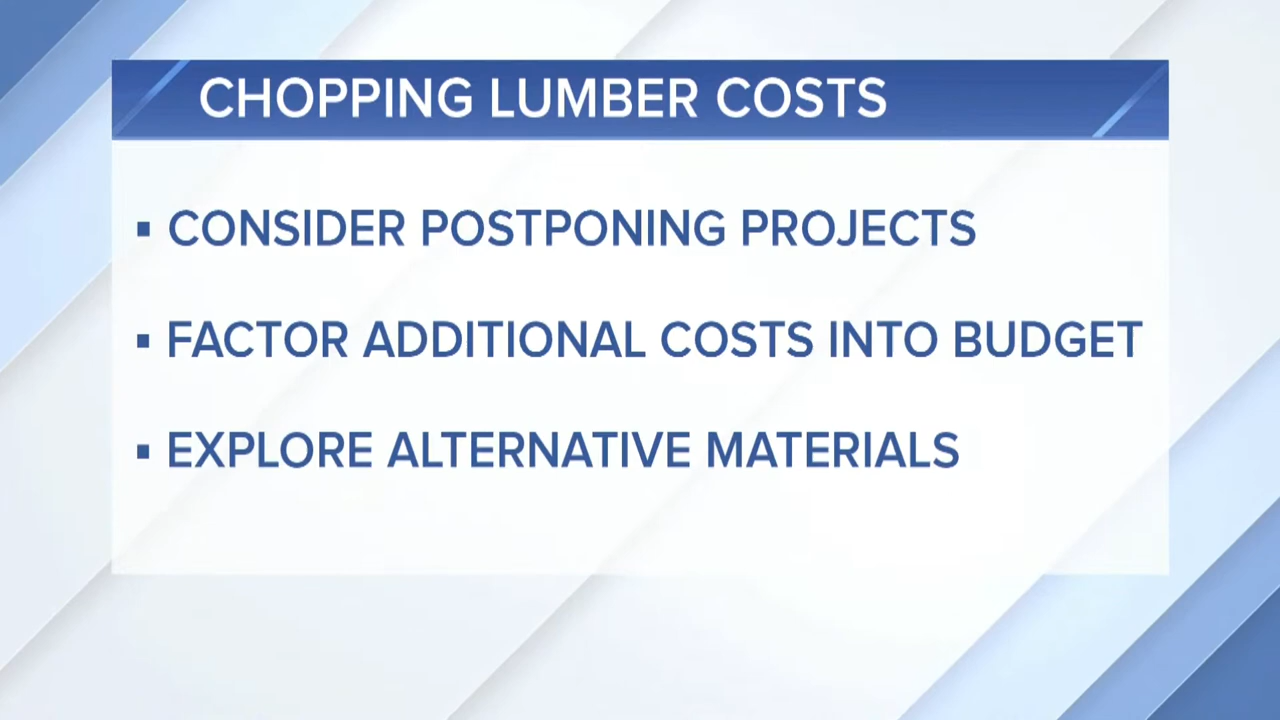 CHOPPING LUMBER COSTS
▪ CONSIDER POSTPONING PROJECTS
▪ FACTOR ADDITIONAL COSTS INTO BUDGET
▪ EXPLORE ALTERNATIVE MATERIALS